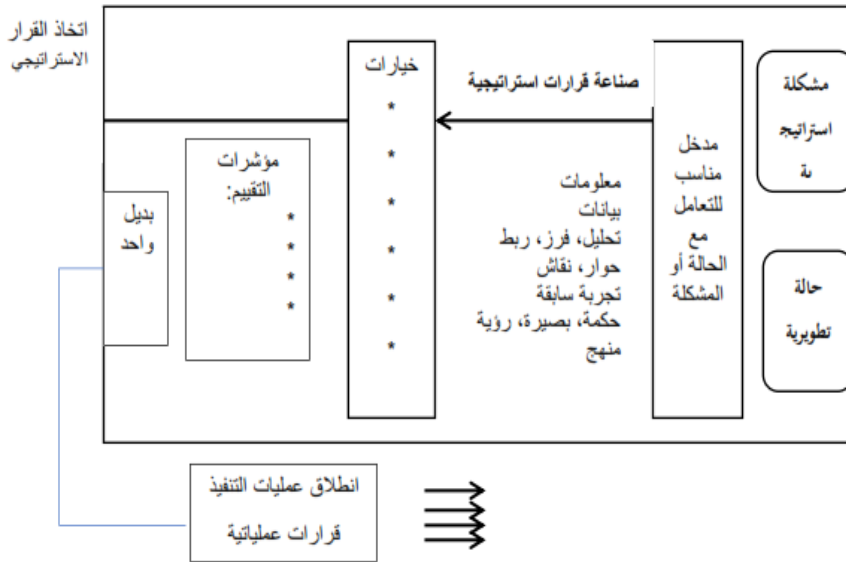 مشكلة
استراتيج
ية
حالة
تطويرية
مدخل
مناسب
للتعامل
مع
الحالة أو
المشكلة
صناعة قرارات استراتيجية
معلومات
بيانات
تحليل، فرز، ربط
حوار، نقاش
تجربة سابقة
حكمة، بصيرة، رؤية
منهج
خيارات
*
*
*
*
*
*
مؤشرات
التقييم:
*
*
*
*
بديل
واحد
اتخاذ القرار
الاستراتيجي
انطلاق عمليات التنفيذ
قرارات عملياتية